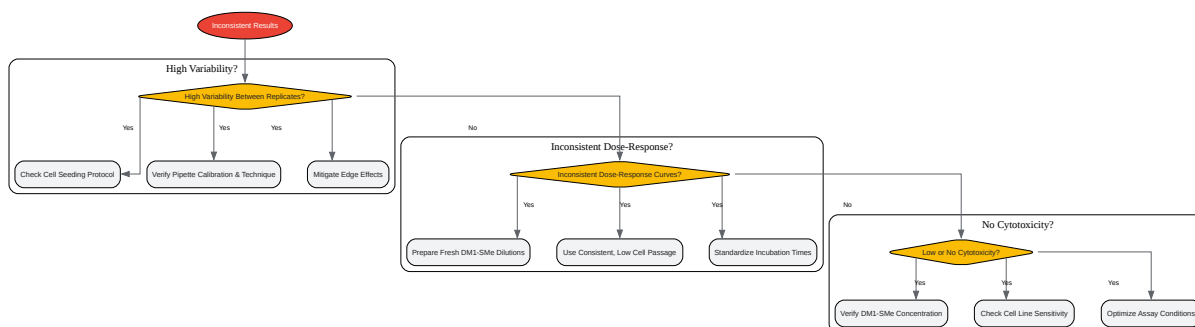 Inconsistent Results
High Variability?
High Variability Between Replicates?
Yes
Yes
Yes
No
Check Cell Seeding Protocol
Verify Pipette Calibration & Technique
Mitigate Edge Effects
Inconsistent Dose-Response?
Inconsistent Dose-Response Curves?
Yes
Yes
Yes
No
Prepare Fresh DM1-SMe Dilutions
Use Consistent, Low Cell Passage
Standardize Incubation Times
No Cytotoxicity?
Low or No Cytotoxicity?
Yes
Yes
Yes
Verify DM1-SMe Concentration
Check Cell Line Sensitivity
Optimize Assay Conditions